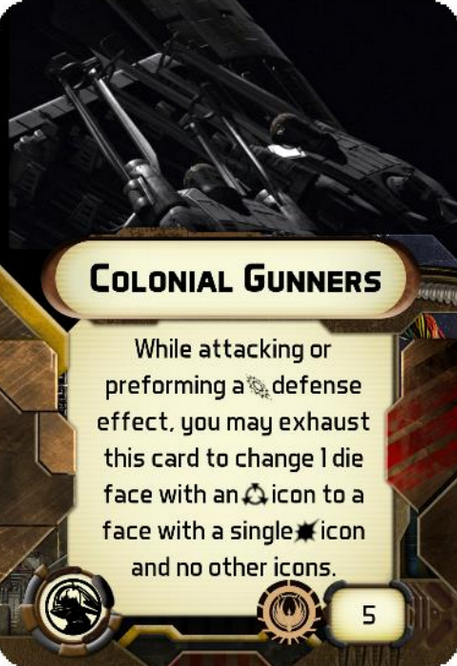 COLONIAL GUNNERS
While attacking or
preforming a defense
effect, you may exhaust
this card to change 1 die
face with an icon to a
face with a single icon
and no other icons.
5